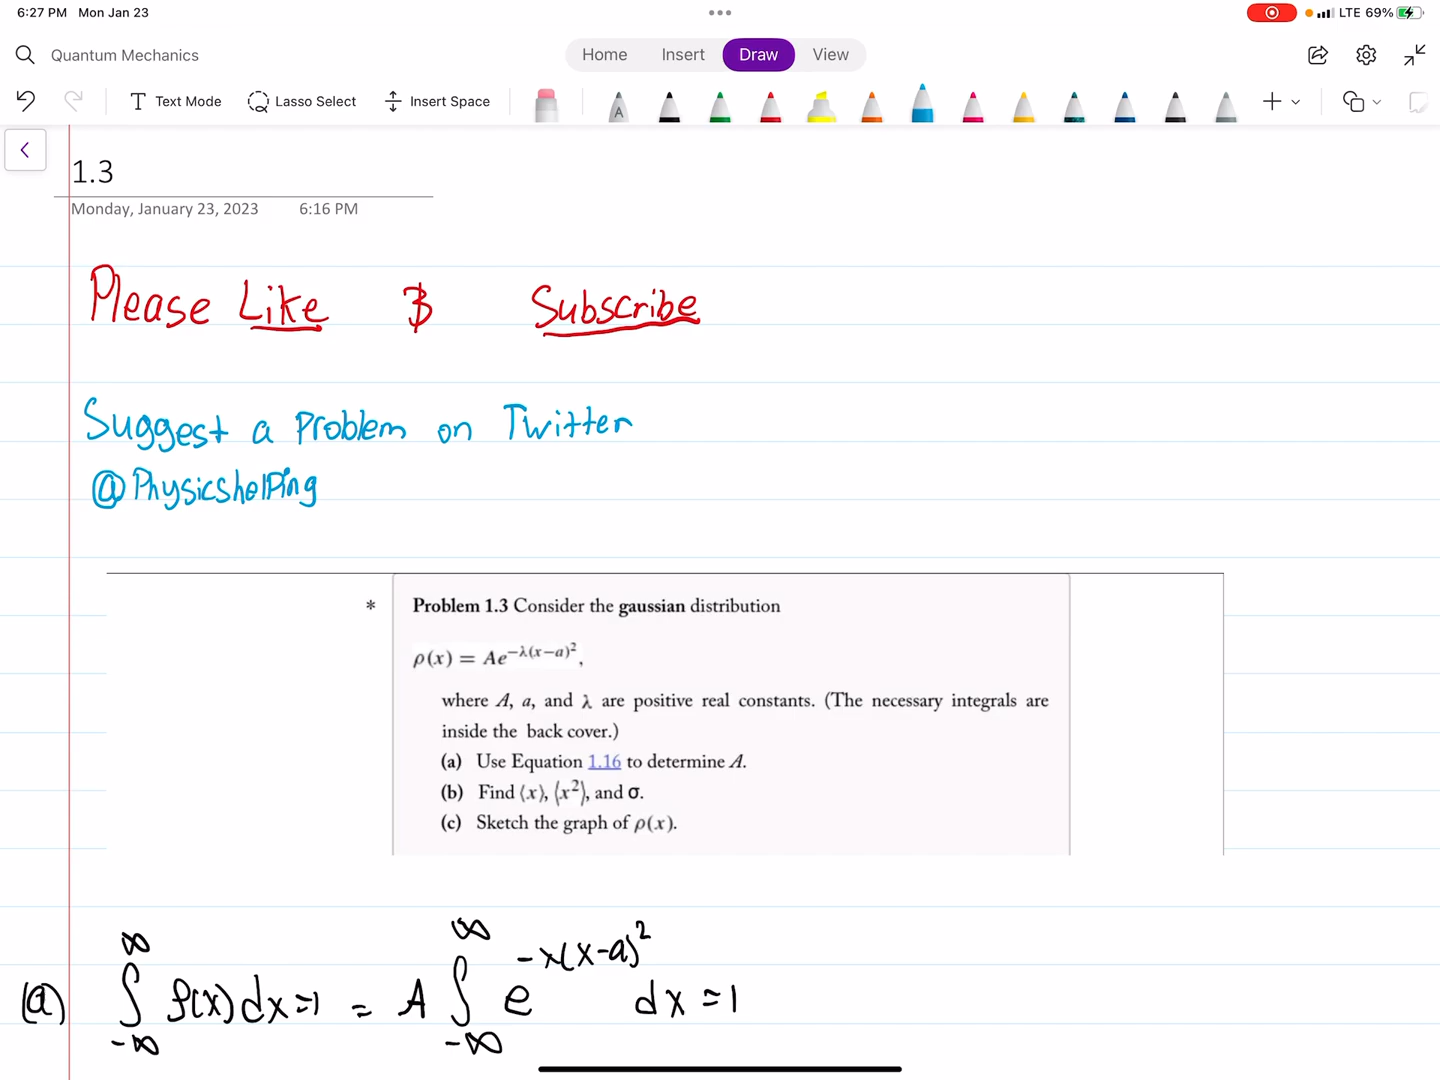 6:27 PM Mon Jan 23
LTE 69%
Quantum Mechanics
Home Insert Draw View
Text Mode Lasso Select Insert Space
A
1.3
Monday, January 23, 2023 6:16 PM
Please Like & Subscribe
Suggest a Problem on Twitter
@Physicshelping
* Problem 1.3 Consider the gaussian distribution
ρ(x) = Ae^{−λ(x−a)²},
where A, a, and λ are positive real constants. (The necessary integrals are
inside the back cover.)
(a) Use Equation 1.16 to determine A.
(b) Find ⟨x⟩, ⟨x²⟩, and σ.
(c) Sketch the graph of ρ(x).
(a) ∫_{-∞}^{∞} ρ(x) dx = 1 = A ∫_{-∞}^{∞} e^{-λ(x-a)²} dx = 1